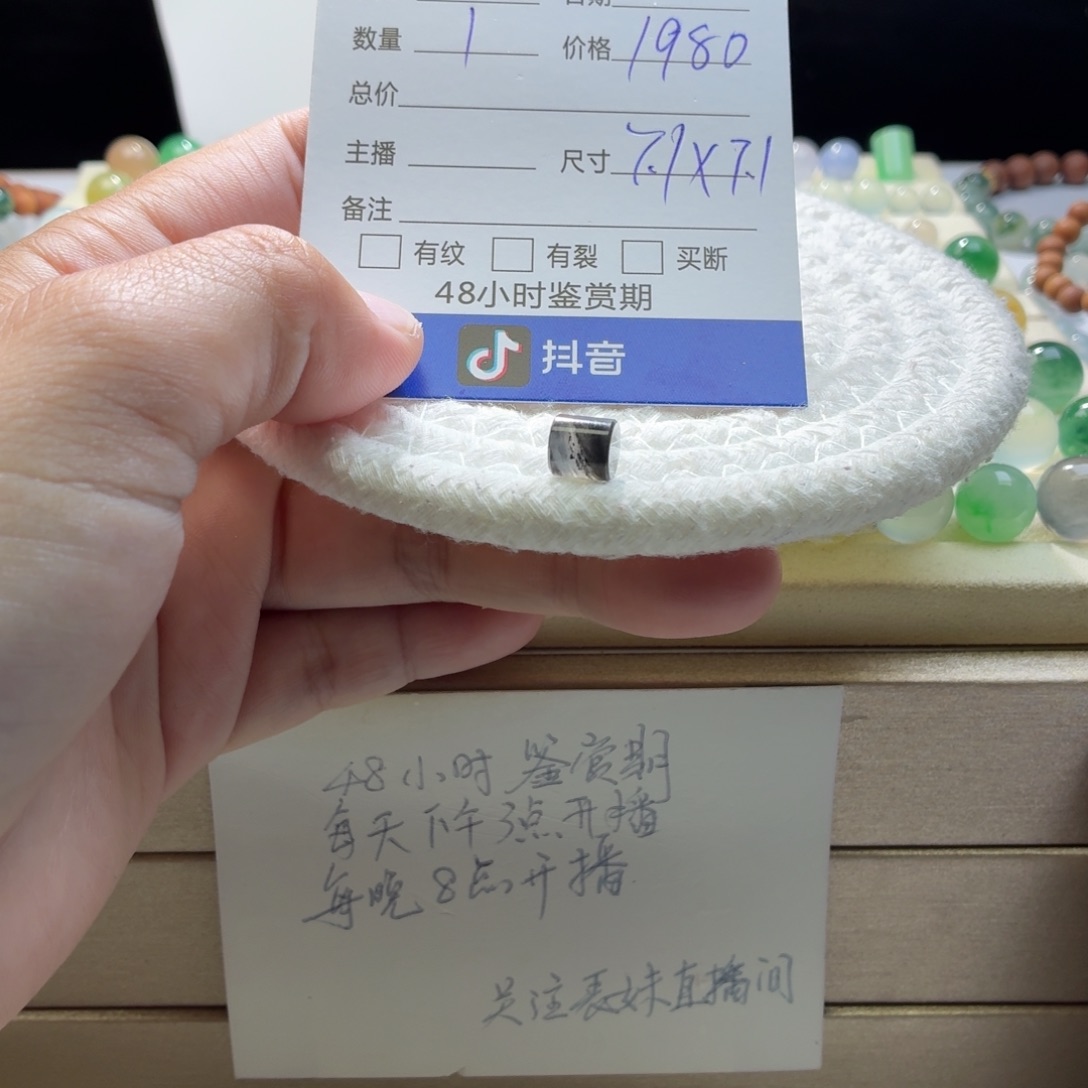 日期
数量 1 价格 1980
总价
主播 尺寸 7.9X7.1
备注
有纹 有裂 买断
48小时鉴赏期
抖音
48小时鉴赏期
每天下午3点开播
每晚8点开播
关注表妹直播间